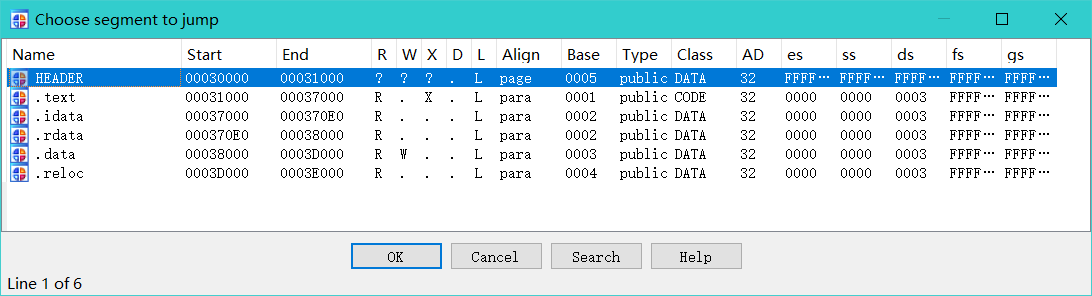 Choose segment to jump
Name Start End R W X D L Align Base Type Class AD es ss ds fs gs
HEADER 00030000 00031000 ? ? ? . L page 0005 public DATA 32 FFFF… FFFF… FFFF… FFFF… FFFF…
.text 00031000 00037000 R . X . L para 0001 public CODE 32 0000 0000 0003 FFFF… FFFF…
.idata 00037000 000370E0 R . . . L para 0002 public DATA 32 0000 0000 0003 FFFF… FFFF…
.rdata 000370E0 00038000 R . . . L para 0002 public DATA 32 0000 0000 0003 FFFF… FFFF…
.data 00038000 0003D000 R W . . L para 0003 public DATA 32 0000 0000 0003 FFFF… FFFF…
.reloc 0003D000 0003E000 R . . . L para 0004 public DATA 32 0000 0000 0003 FFFF… FFFF…
OK Cancel Search Help
Line 1 of 6